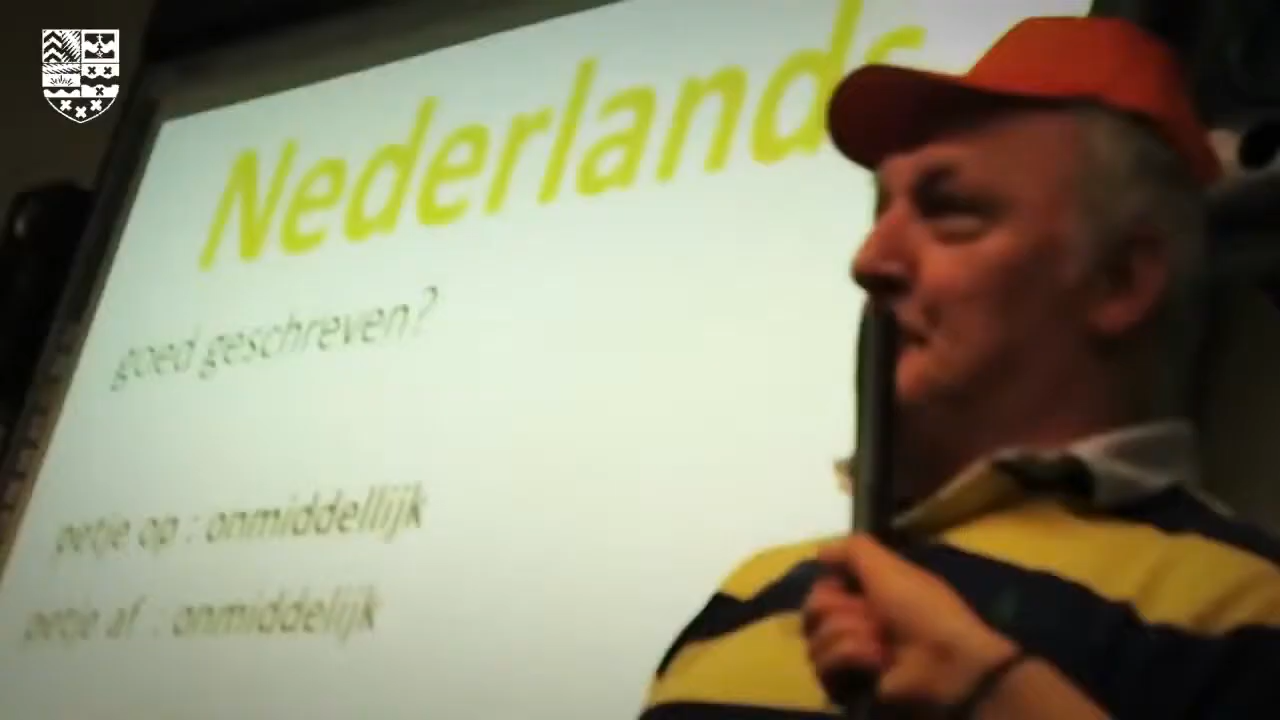 Nederlands
goed geschreven?
petje op : onmiddellijk
petje af : onmiddelijk